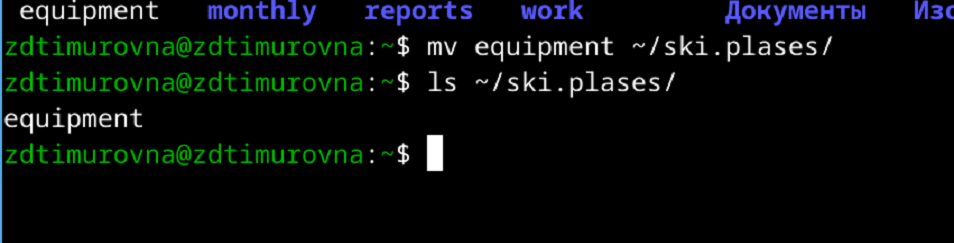 equipment monthly reports work Документы
zdtimurovna@zdtimurovna:~$ mv equipment ~/ski.plases/
zdtimurovna@zdtimurovna:~$ ls ~/ski.plases/
equipment
zdtimurovna@zdtimurovna:~$